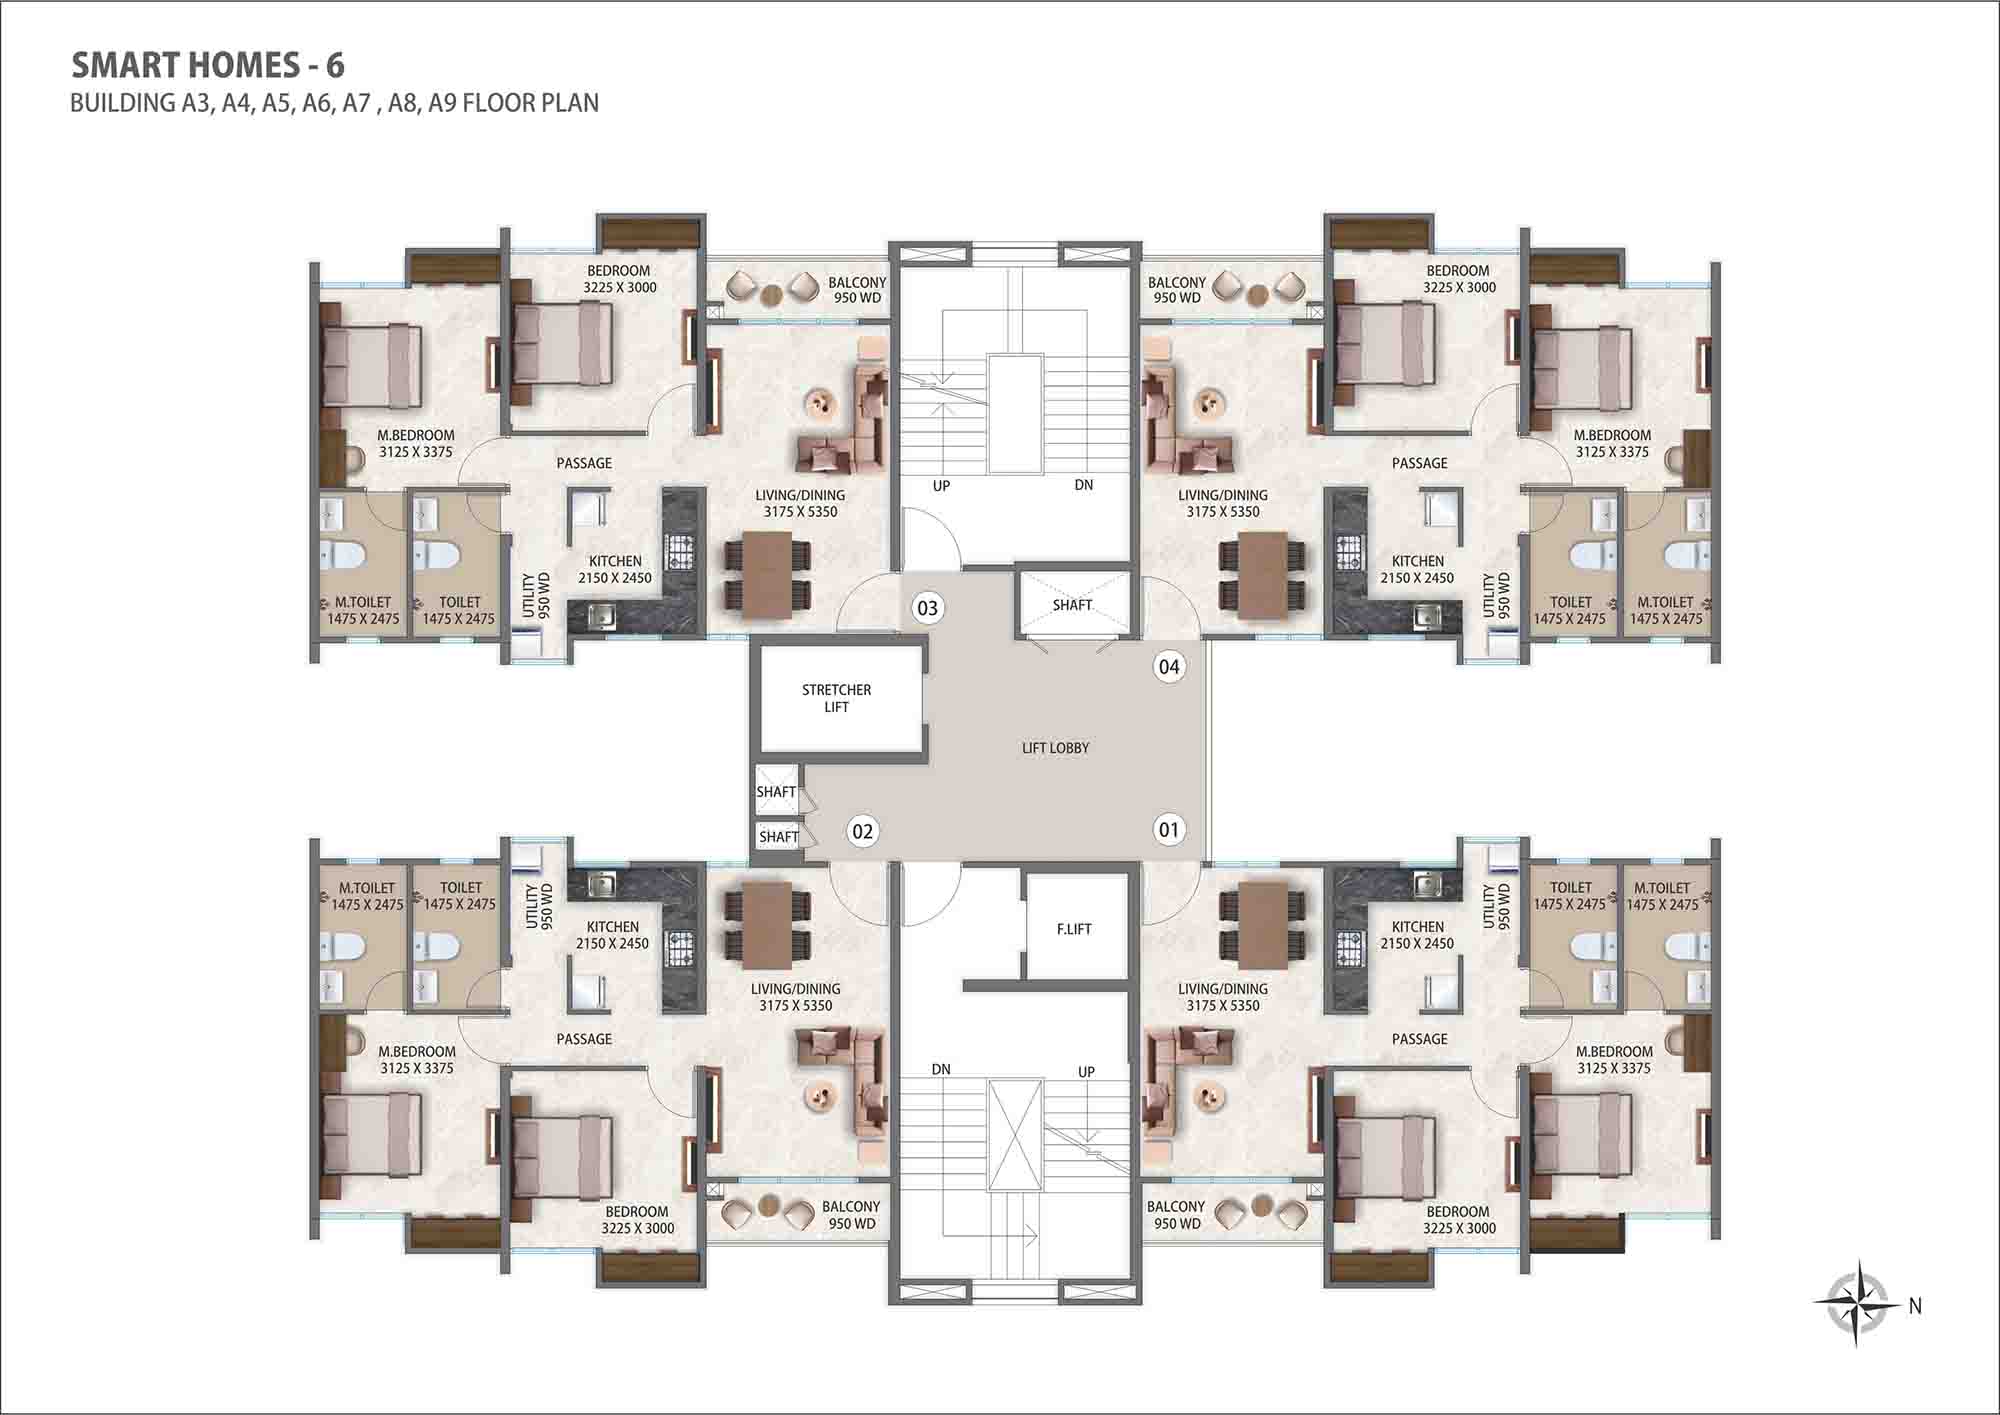 SMART HOMES - 6
BUILDING A3, A4, A5, A6, A7 , A8, A9 FLOOR PLAN
BEDROOM
3225 X 3000
BALCONY
950 WD
M.BEDROOM
3125 X 3375
PASSAGE
LIVING/DINING
3175 X 5350
KITCHEN
2150 X 2450
UTILITY
950 WD
M.TOILET
1475 X 2475
TOILET
1475 X 2475
UP
DN
03
SHAFT
BALCONY
950 WD
BEDROOM
3225 X 3000
M.BEDROOM
3125 X 3375
PASSAGE
LIVING/DINING
3175 X 5350
KITCHEN
2150 X 2450
UTILITY
950 WD
TOILET
1475 X 2475
M.TOILET
1475 X 2475
04
STRETCHER
LIFT
LIFT LOBBY
SHAFT
SHAFT
02
01
M.TOILET
1475 X 2475
TOILET
1475 X 2475
UTILITY
950 WD
KITCHEN
2150 X 2450
LIVING/DINING
3175 X 5350
PASSAGE
M.BEDROOM
3125 X 3375
BEDROOM
3225 X 3000
BALCONY
950 WD
F.LIFT
DN
UP
KITCHEN
2150 X 2450
UTILITY
950 WD
TOILET
1475 X 2475
M.TOILET
1475 X 2475
LIVING/DINING
3175 X 5350
PASSAGE
M.BEDROOM
3125 X 3375
BALCONY
950 WD
BEDROOM
3225 X 3000
N